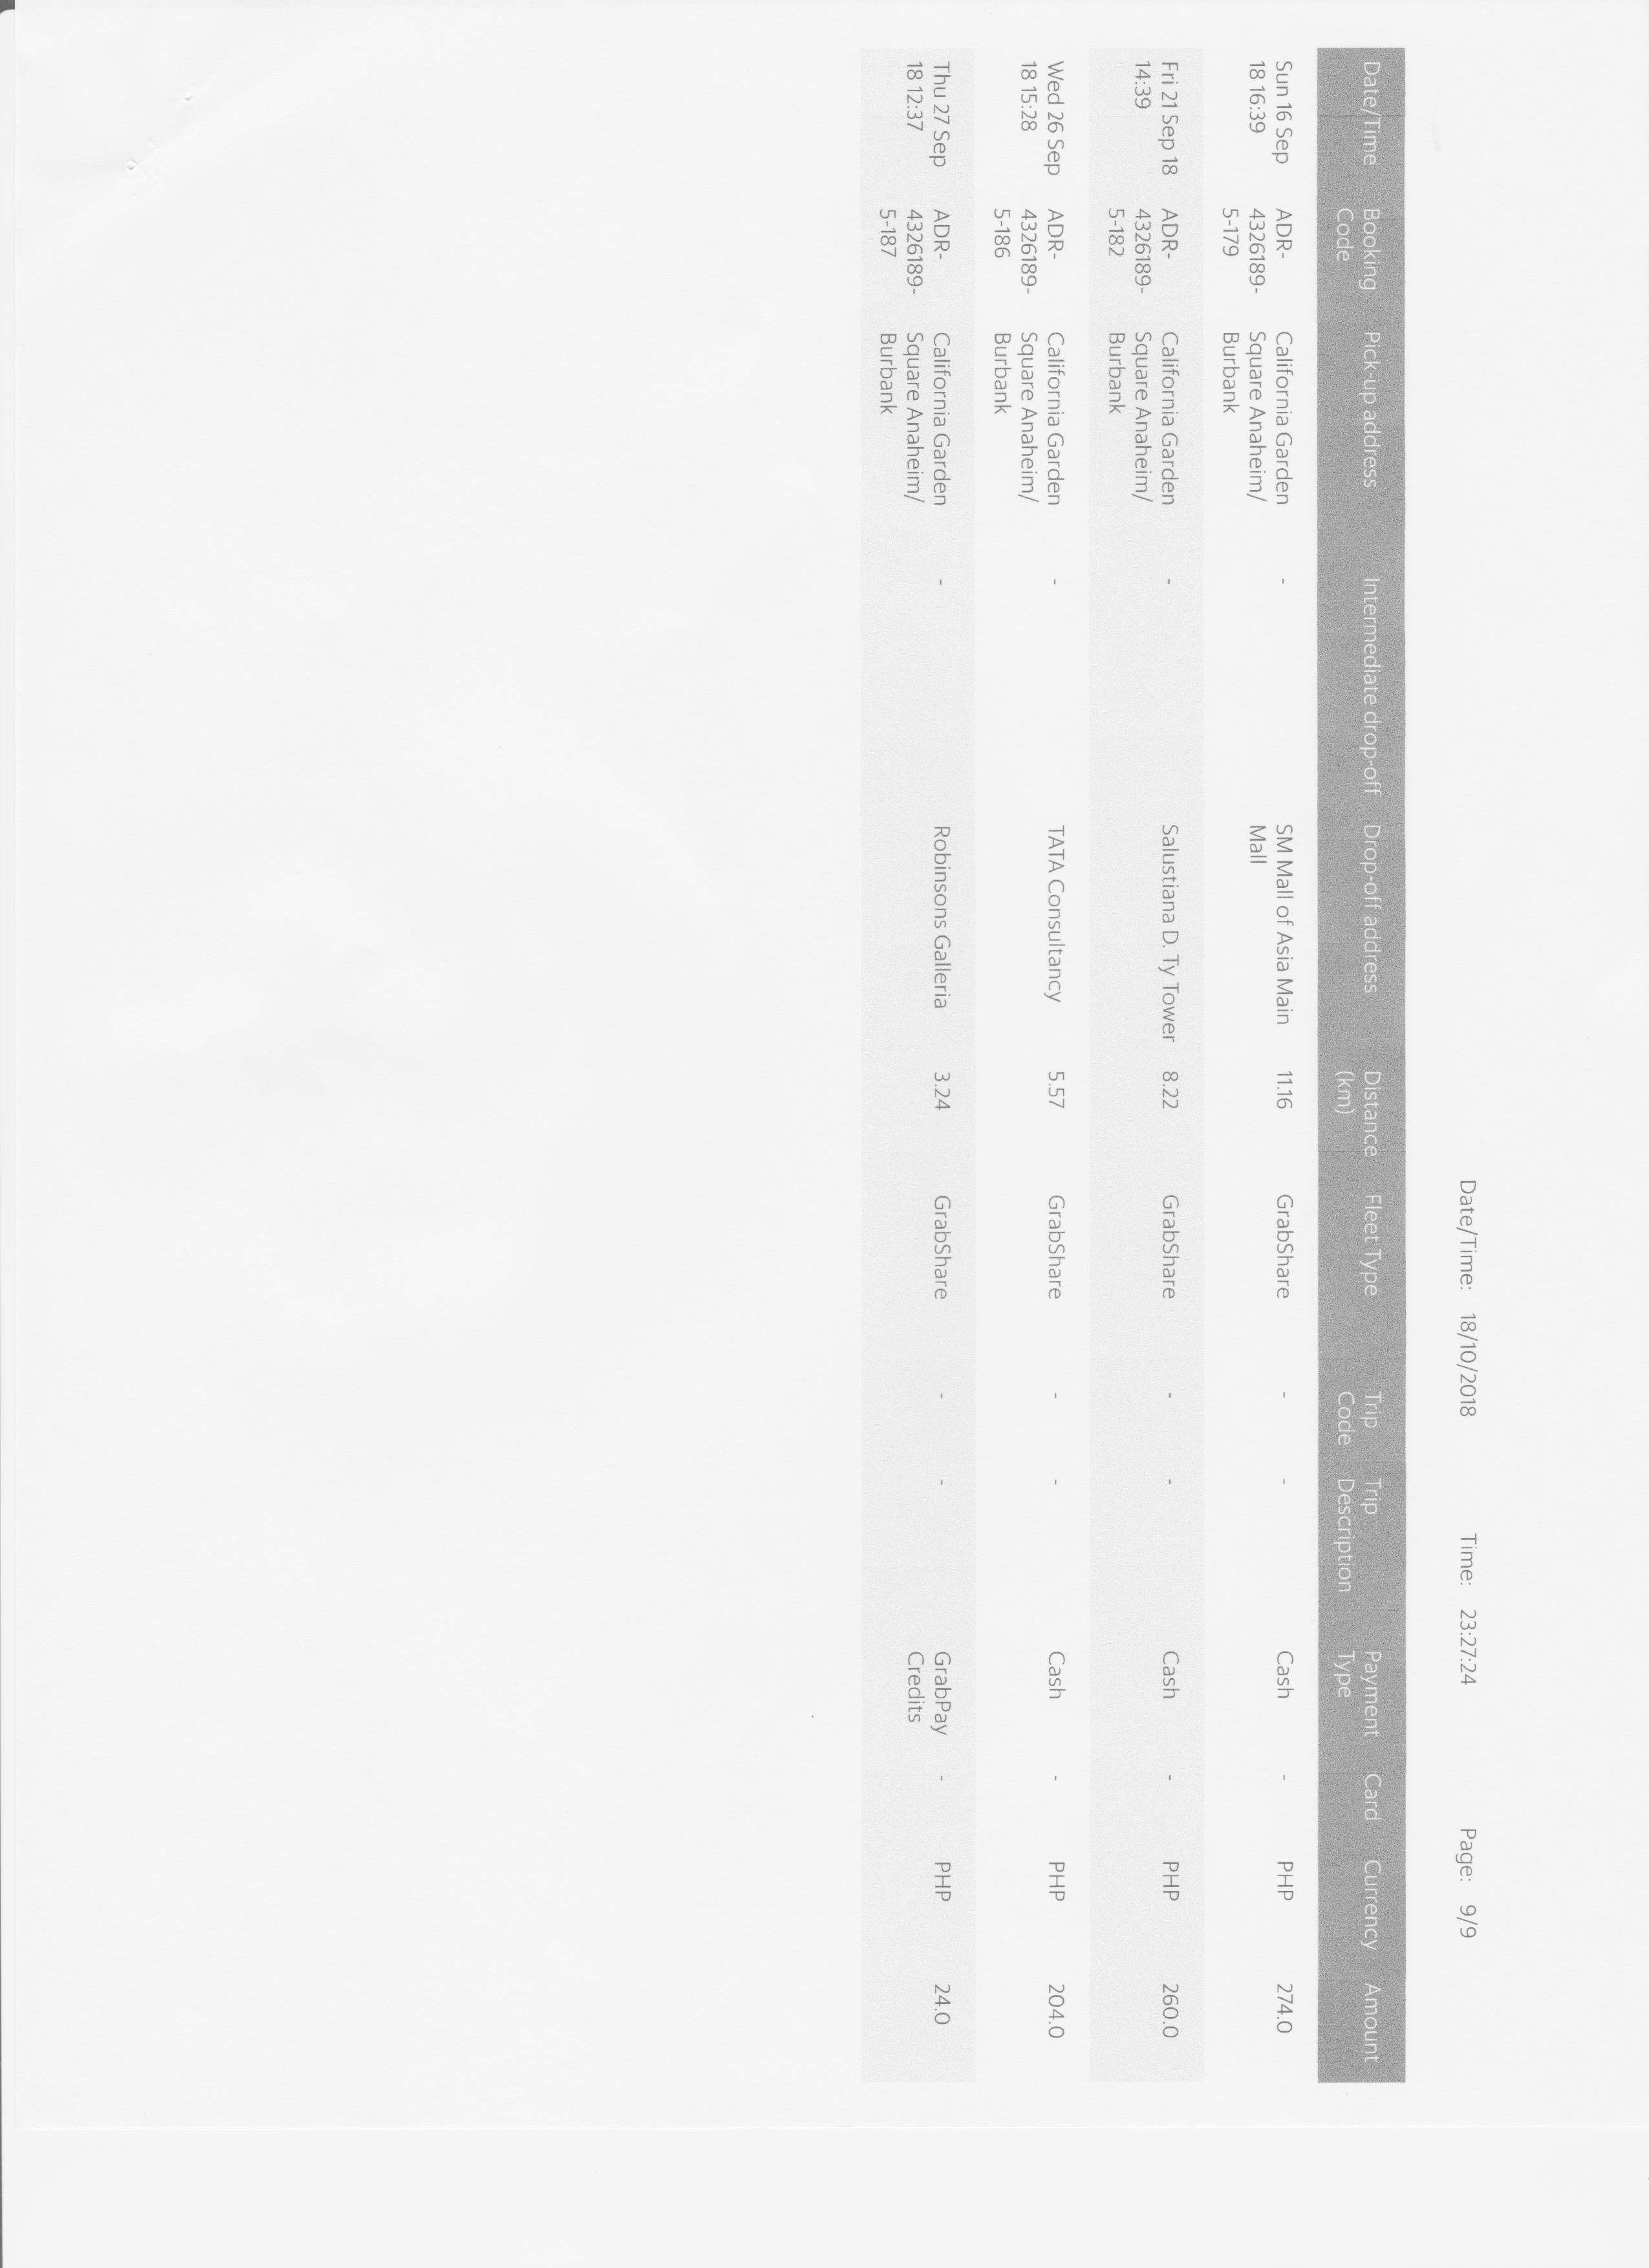 Date/Time: 18/10/2018 Time: 23:27:24 Page: 9/9
Date/Time Booking Pick-up address Intermediate drop-off Drop-off address Distance Fleet Type Trip Trip Payment Card Currency Amount
Code (km) Code Description Type
Sun 16 Sep ADR- California Garden - SM Mall of Asia Main 11.16 GrabShare - - Cash - PHP 274.0
18 16:39 4326189- Square Anaheim/ Mall
5-179 Burbank
Fri 21 Sep 18 ADR- California Garden - Salustiana D. Ty Tower 8.22 GrabShare - - Cash - PHP 260.0
14:39 4326189- Square Anaheim/
5-182 Burbank
Wed 26 Sep ADR- California Garden - TATA Consultancy 5.57 GrabShare - - Cash - PHP 204.0
18 15:28 4326189- Square Anaheim/
5-186 Burbank
Thu 27 Sep ADR- California Garden - Robinsons Galleria 3.24 GrabShare - - GrabPay - PHP 24.0
18 12:37 4326189- Square Anaheim/ Credits
5-187 Burbank